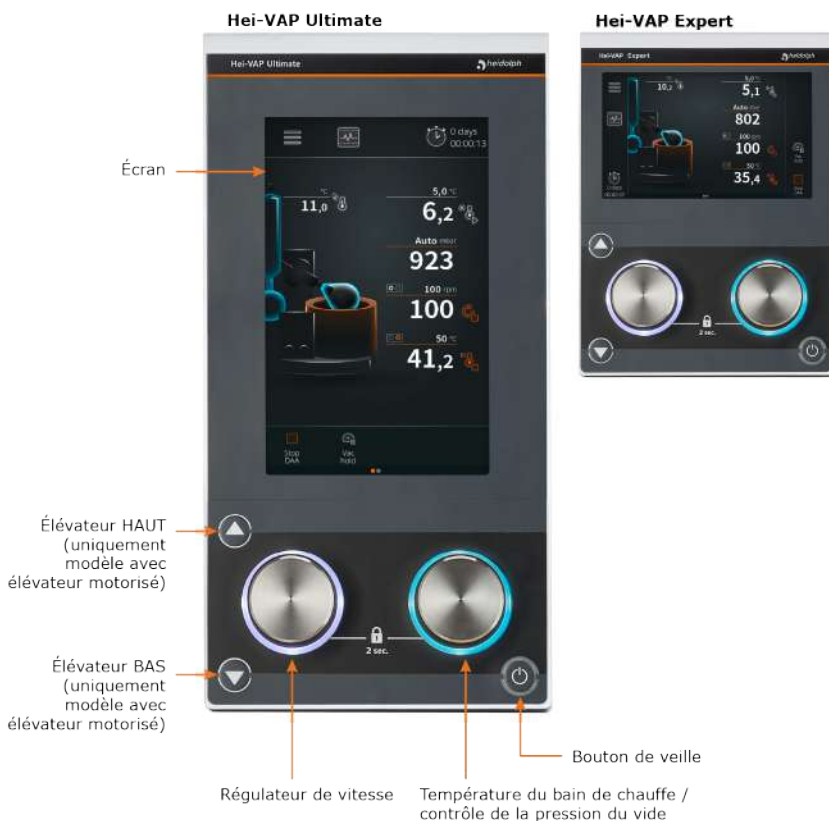 Hei-VAP Ultimate
Hei-VAP Expert
Hei-VAP Ultimate
heidolph
0 days
00:00:13
°C
11,0
5,0 °C
6,2
Auto mbar
923
100 rpm
100
50 °C
41,2
Stop
DAA
Vac
hold
2 sec.
Hei-VAP Expert
heidolph
°C
10,2
5,0 °C
5,1
Auto mbar
802
100 rpm
100
50 °C
35,4
Stop
DAA
2 sec.
Écran
Élévateur HAUT
(uniquement
modèle avec
élévateur motorisé)
Élévateur BAS
(uniquement
modèle avec
élévateur motorisé)
Bouton de veille
Régulateur de vitesse
Température du bain de chauffe /
contrôle de la pression du vide